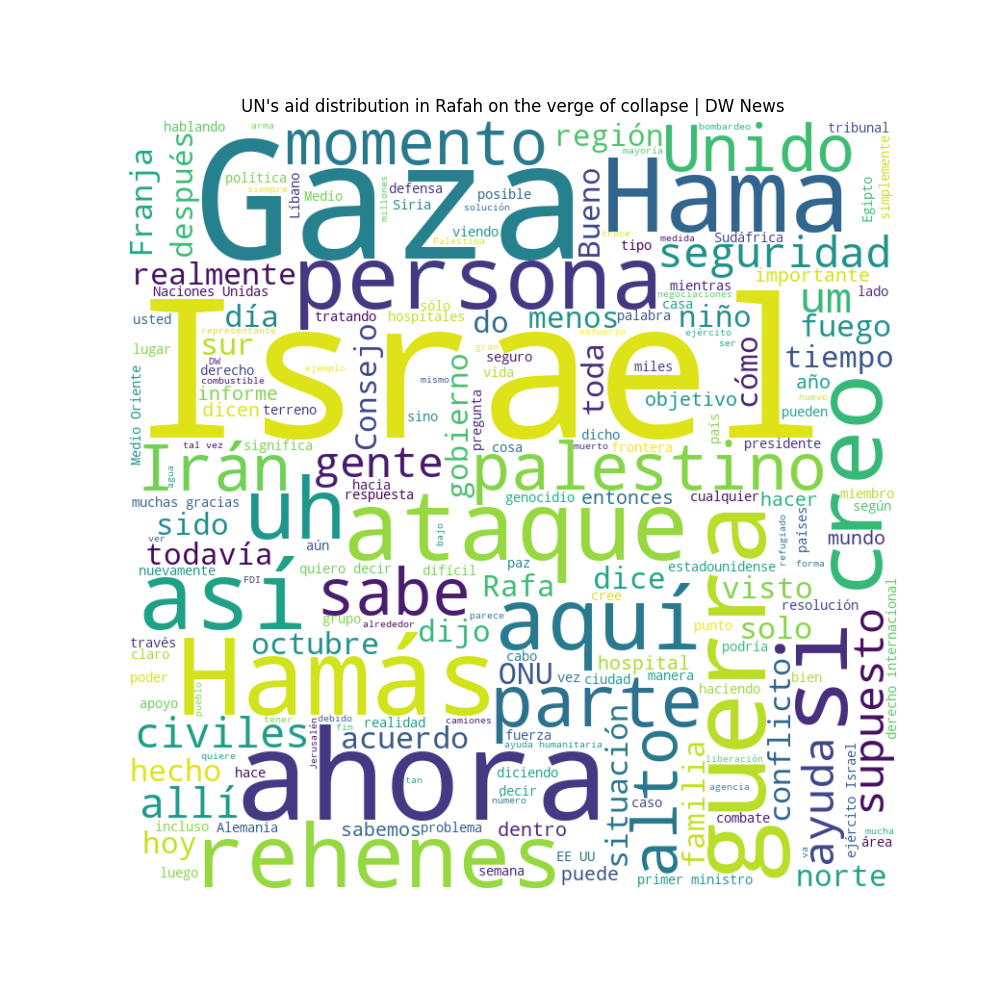 UN's aid distribution in Rafah on the verge of collapse | DW News
hablando
arma
momento
región
bombardeo
mayoría
Unido
tribunal
Franja
después
Gaza
política
siempre
Líbano
Medio
millones
defensa
Siria
posible
solución
viendo
Palestina
Bueno
cruce
Hama
tipo
medida
Sudáfrica
Egipto
simplemente
realmente
Naciones Unidas
persona
seguridad
importante
mientras
negociaciones
casa
lado
usted
representante
día
tratando
sólo
hospitales
do
menos
esfuerzo
palabra
ejército
niño
ser
um
fuego
lugar
sur
DW
derecho
combustible
ejemplo
Israel
Consejo
mismo
gran
seguro
vida
toda
miles
cómo
tiempo
Medio Oriente
informe
dicen
terreno
sino
gobierno
pregunta
objetivo
año
nuevo
pueden
tal vez
significa
cosa
dicho
muerto
frontera
país
presidente
creo
Irán
agua
gente
hacia
respuesta
palestino
genocidio
entonces
cualquier
hacer
miembro
según
muchas gracias
sido
ver
uh
ataque
bajo
guerra
refugiado
países
mundo
todavía
aún
nuevamente
FDI
quiero decir
difícil
paz
estadounidense
forma
así
sabe
grupo
alrededor
Rafa
dice
cree
visto
resolución
derecho internacional
través
octubre
dijo
parece
aquí
punto
solo
podría
si
supuesto
claro
poder
apoyo
pueblo
Hamás
cabo
ONU
vez
ciudad
hospital
manera
haciendo
bien
parte
conflicto
civiles
tener
quiere
Jerusalén
debido
fin
realidad
acuerdo
camiones
fuerza
ayuda humanitaria
situación
alto
familia
liberación
agencia
ayuda
ejército Israel
hecho
hace
ahora
tan
diciendo
decir
número
caso
combate
allí
incluso
Alemania
sabemos
problema
dentro
mucha
área
va
hoy
luego
rehenes
semana
EE UU
puede
primer ministro
norte